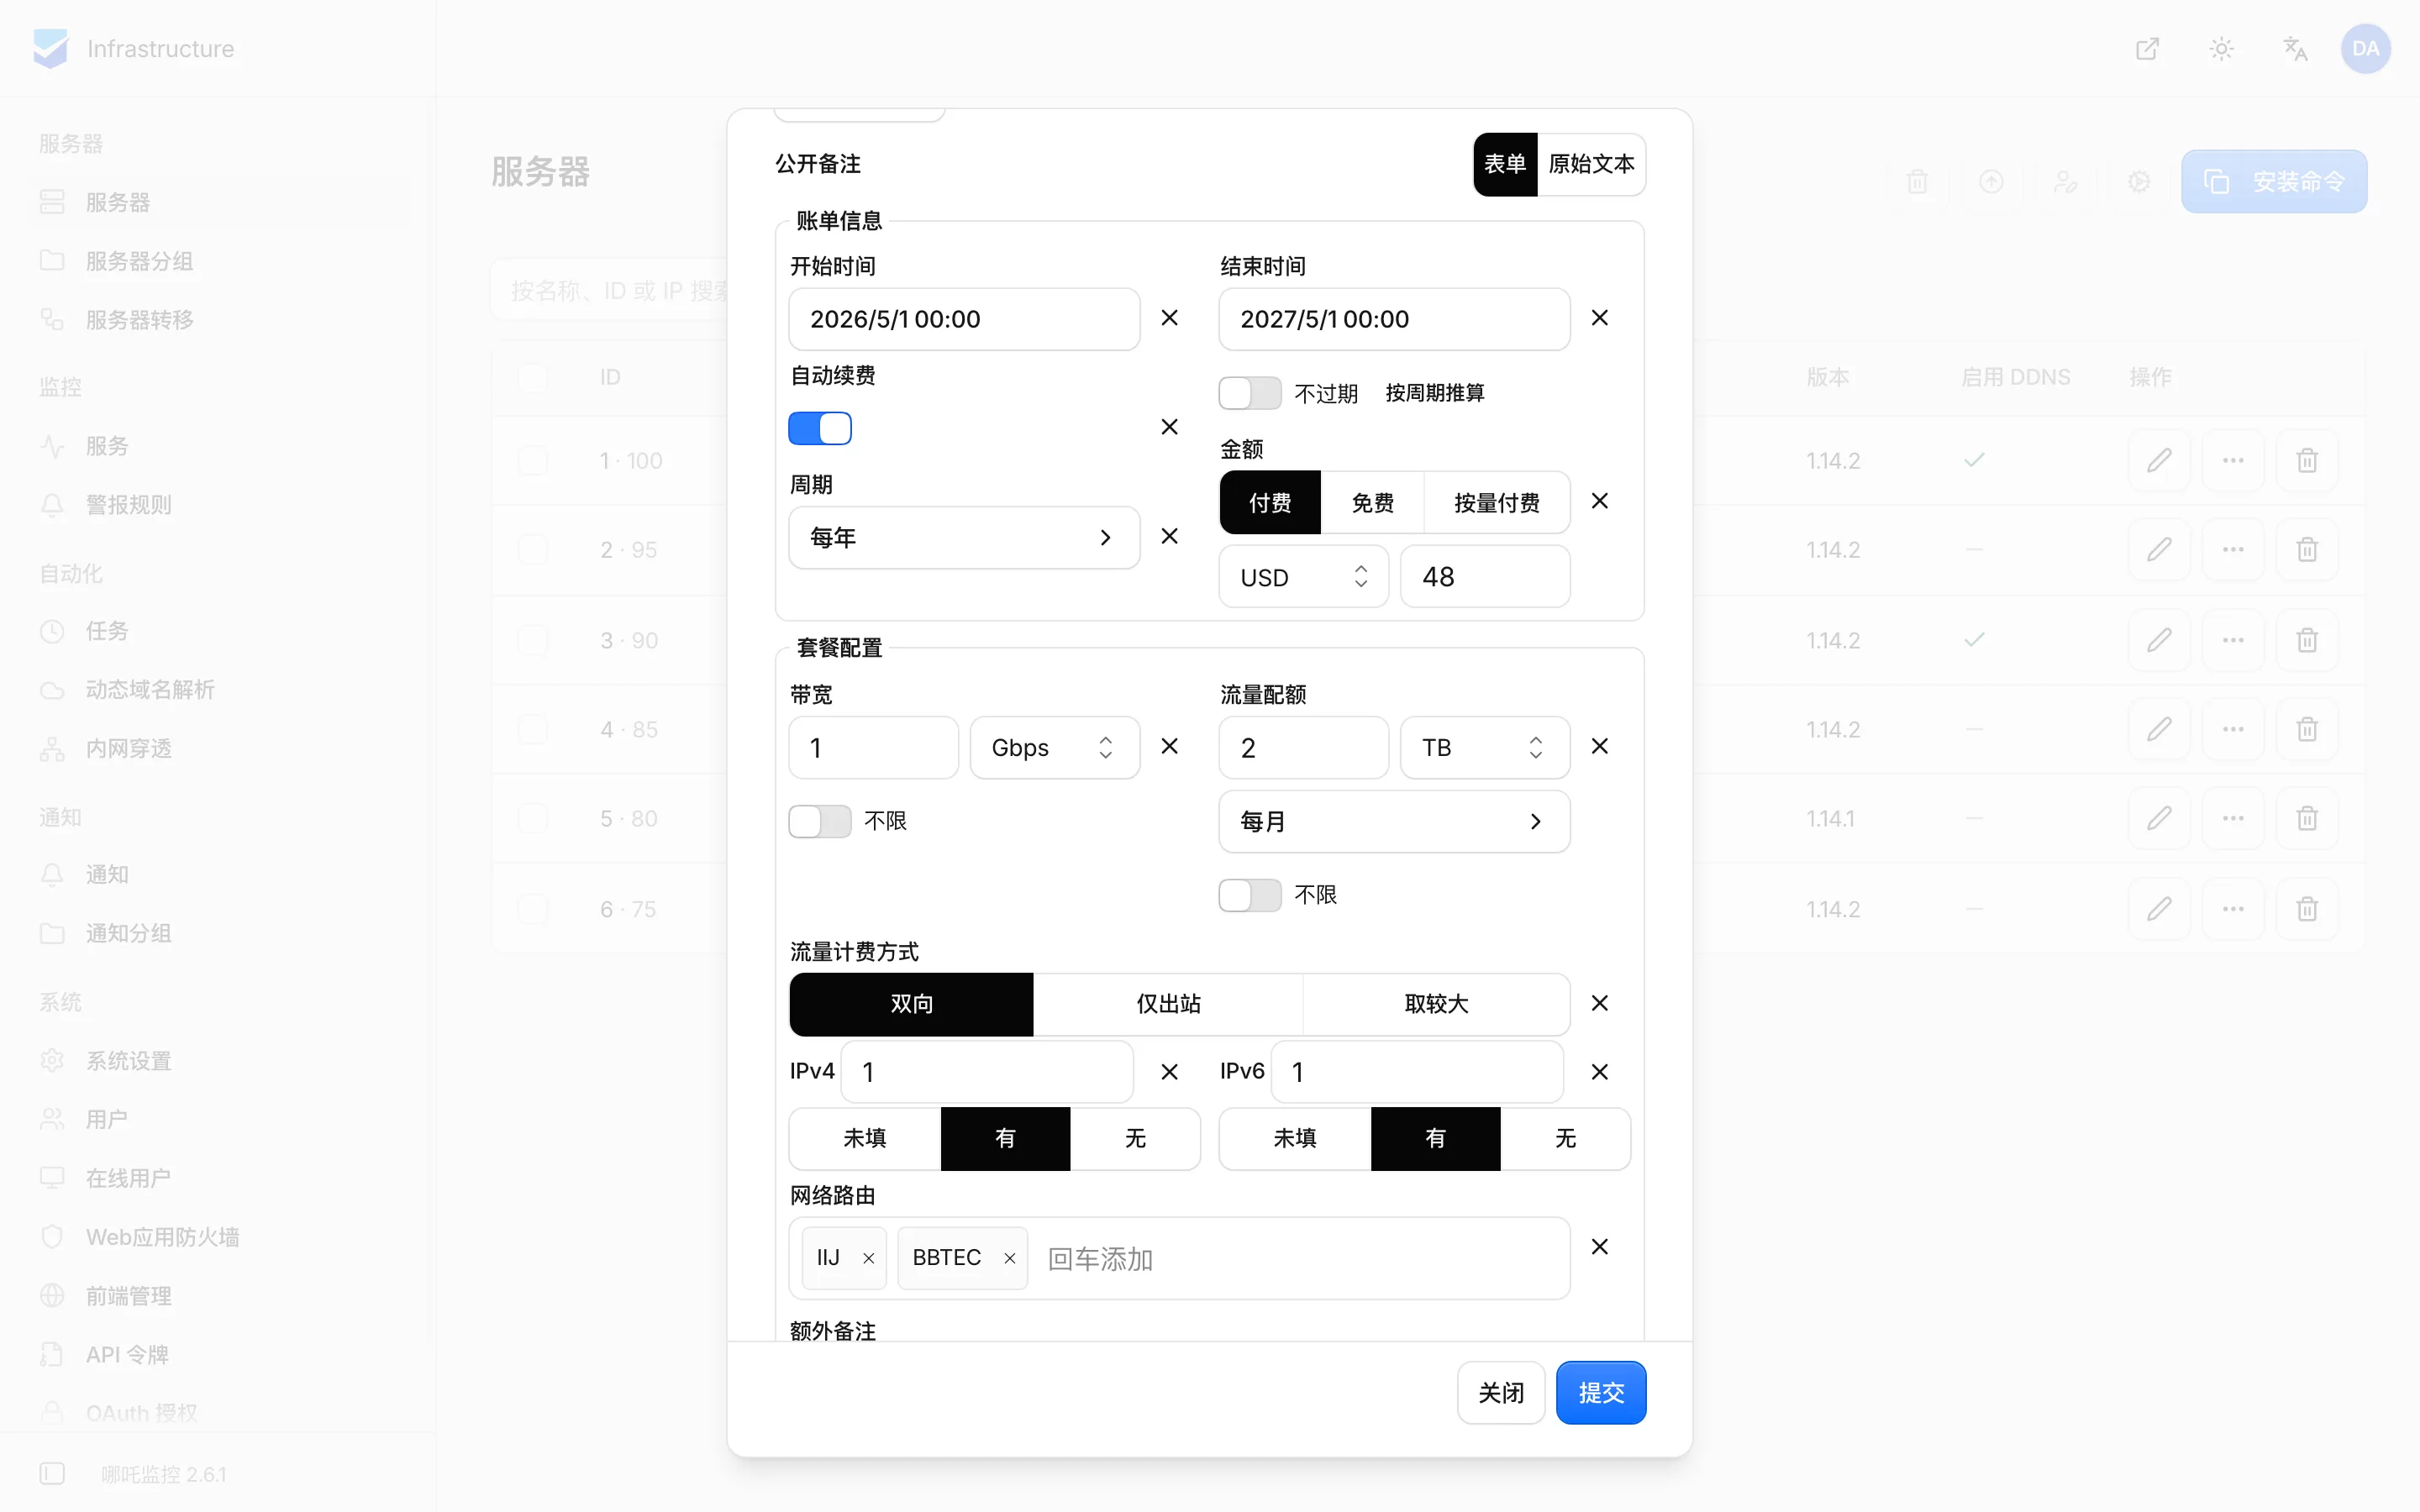 Infrastructure
DA
服务器
服务器
服务器分组
服务器转移
监控
服务
警报规则
自动化
任务
动态域名解析
内网穿透
通知
通知
通知分组
系统
系统设置
用户
在线用户
Web应用防火墙
前端管理
API 令牌
OAuth 授权
哪吒监控 2.6.1
服务器
安装命令
按名称、ID 或 IP 搜索
ID 版本 启用 DDNS 操作
1 · 100 1.14.2
2 · 95 1.14.2
3 · 90 1.14.2
4 · 85 1.14.2
5 · 80 1.14.1
6 · 75 1.14.2
公开备注 表单 原始文本
账单信息
开始时间 结束时间
2026/5/1 00:00 2027/5/1 00:00
自动续费 不过期 按周期推算
周期 金额
每年 付费 免费 按量付费
USD 48
套餐配置
带宽 流量配额
1 Gbps 2 TB
不限 每月
不限
流量计费方式
双向 仅出站 取较大
IPv4 1 IPv6 1
未填 有 无 未填 有 无
网络路由
IIJ BBTEC 回车添加
额外备注
关闭 提交